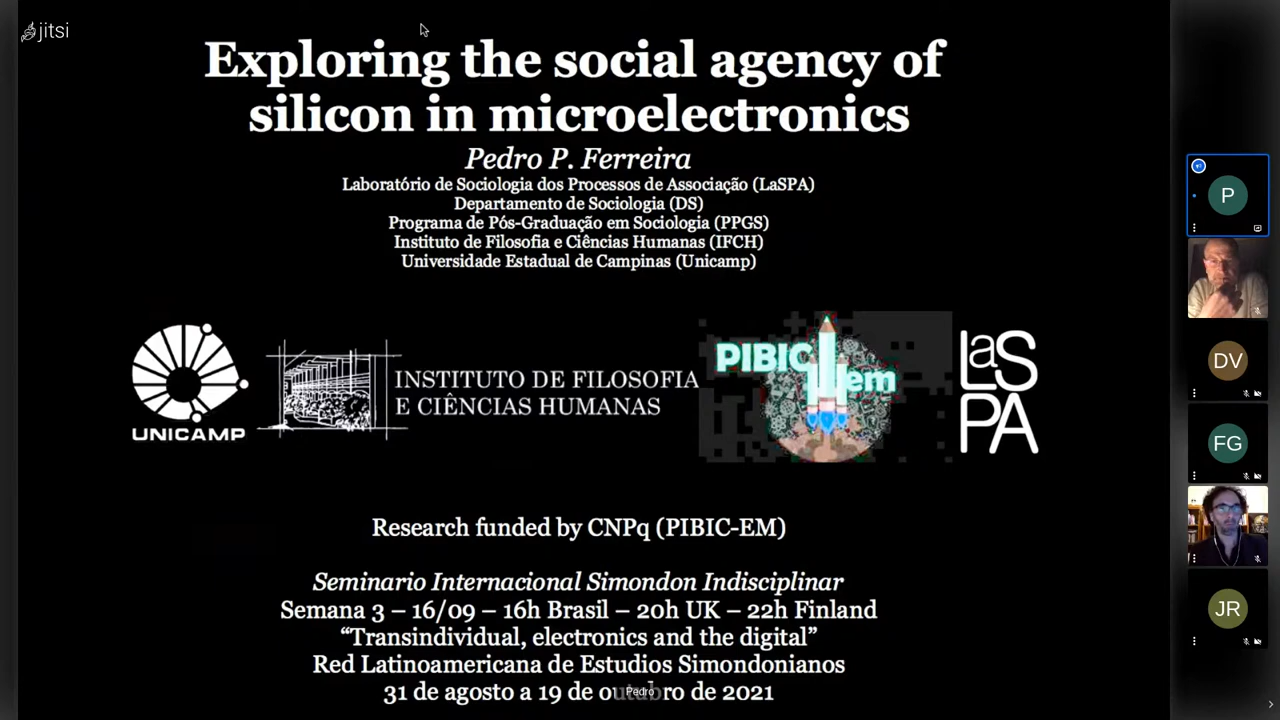 jitsi
Exploring the social agency of
silicon in microelectronics
Pedro P. Ferreira
Laboratório de Sociologia dos Processos de Associação (LaSPA)
Departamento de Sociologia (DS)
Programa de Pós-Graduação em Sociologia (PPGS)
Instituto de Filosofia e Ciências Humanas (IFCH)
Universidade Estadual de Campinas (Unicamp)
UNICAMP
INSTITUTO DE FILOSOFIA
E CIÊNCIAS HUMANAS
PIBIC
em
LaS
PA
Research funded by CNPq (PIBIC-EM)
Seminario Internacional Simondon Indisciplinar
Semana 3 – 16/09 – 16h Brasil – 20h UK – 22h Finland
“Transindividual, electronics and the digital”
Red Latinoamericana de Estudios Simondonianos
31 de agosto a 19 de outubro de 2021
Pedro
P
DV
FG
JR